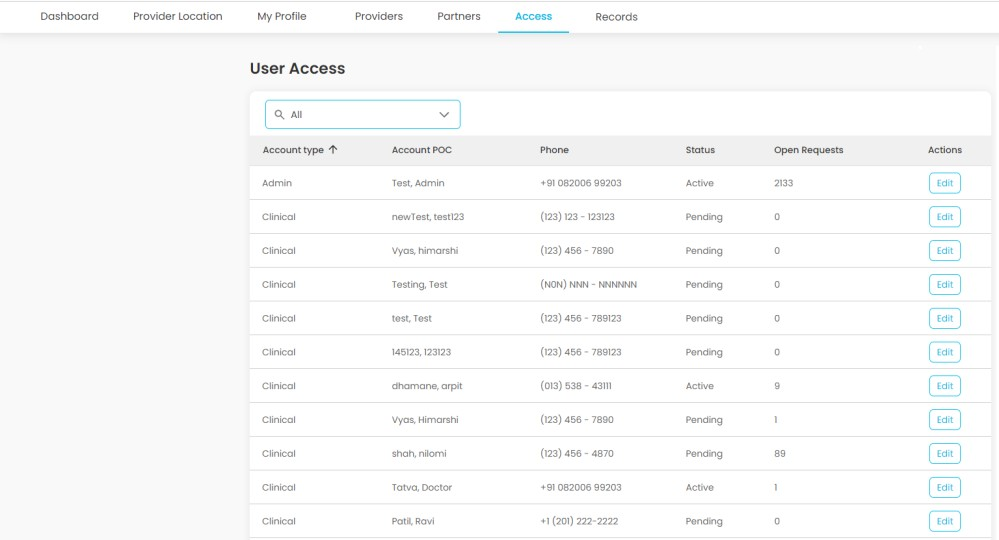 Dashboard Provider Location My Profile Providers Partners Access Records
User Access
All
Account type Account POC Phone Status Open Requests Actions
Admin Test, Admin +91 082006 99203 Active 2133 Edit
Clinical newTest, test123 (123) 123 - 123123 Pending 0 Edit
Clinical Vyas, himarshi (123) 456 - 7890 Pending 0 Edit
Clinical Testing, Test (N0N) NNN - NNNNNN Pending 0 Edit
Clinical test, Test (123) 456 - 789123 Pending 0 Edit
Clinical 145123, 123123 (123) 456 - 789123 Pending 0 Edit
Clinical dhamane, arpit (013) 538 - 43111 Active 9 Edit
Clinical Vyas, Himarshi (123) 456 - 7890 Pending 1 Edit
Clinical shah, nilomi (123) 456 - 4870 Pending 89 Edit
Clinical Tatva, Doctor +91 082006 99203 Active 1 Edit
Clinical Patil, Ravi +1 (201) 222-2222 Pending 0 Edit